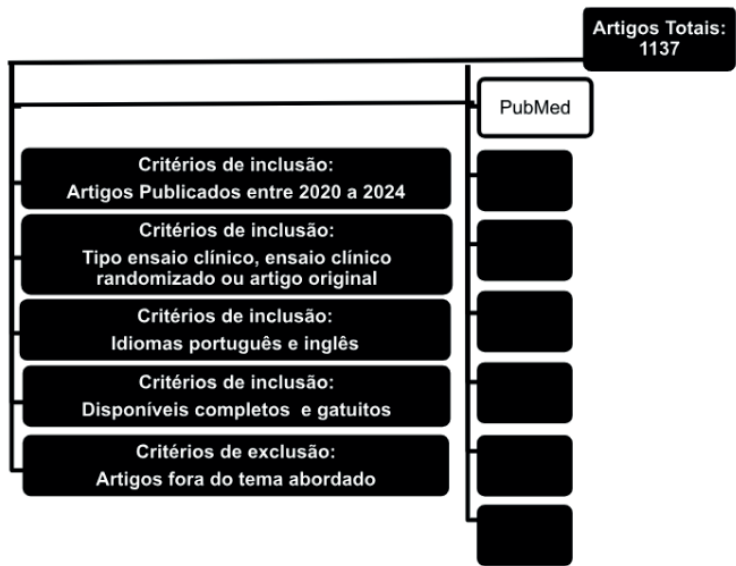 Artigos Totais:
1137
PubMed
Critérios de inclusão:
Artigos Publicados entre 2020 a 2024
Critérios de inclusão:
Tipo ensaio clínico, ensaio clínico
randomizado ou artigo original
Critérios de inclusão:
Idiomas português e inglês
Critérios de inclusão:
Disponíveis completos e gatuitos
Critérios de exclusão:
Artigos fora do tema abordado